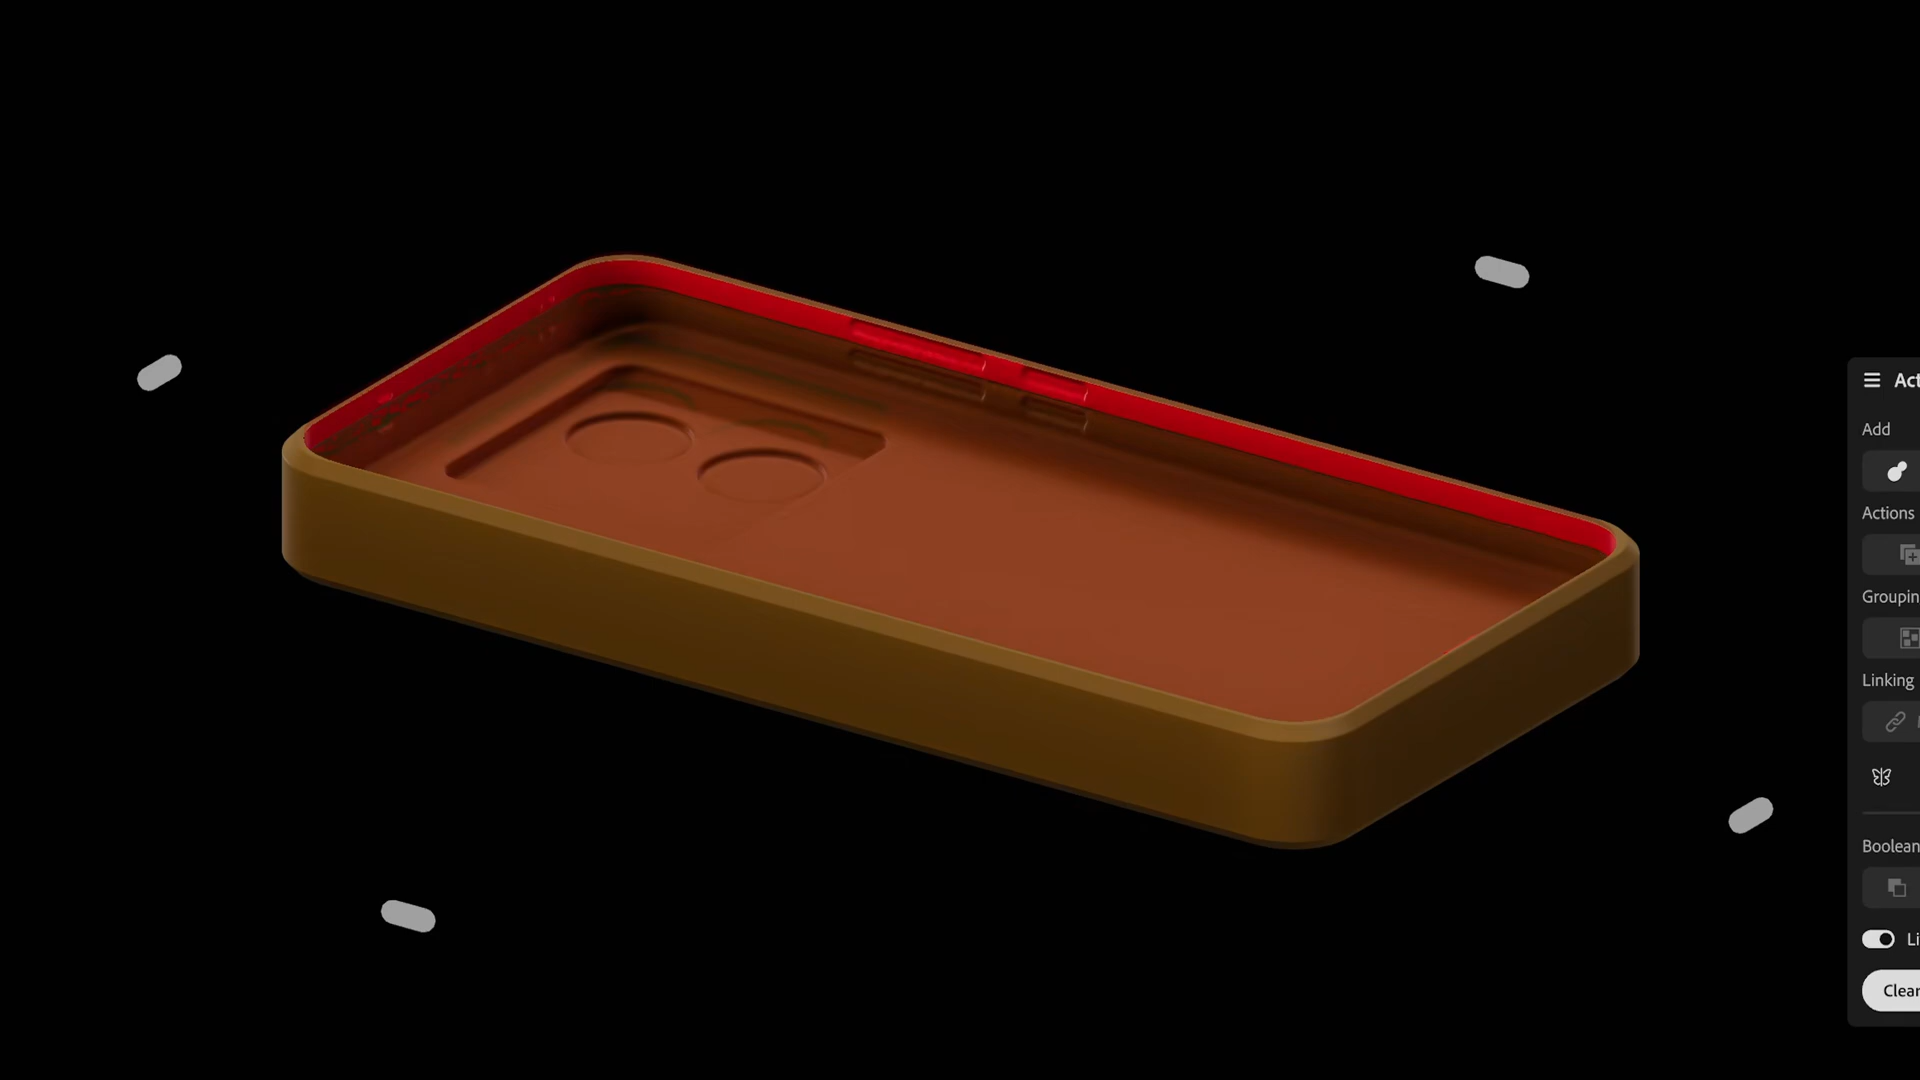 Act
Add
Actions
Groupin
Linking
Boolean
Li
Clear